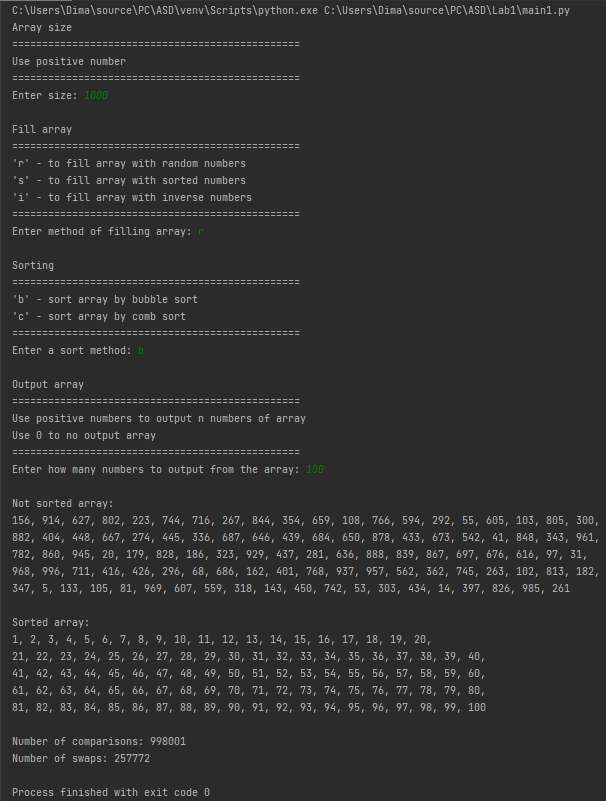 C:\Users\Dima\source\PC\ASD\venv\Scripts\python.exe C:\Users\Dima\source\PC\ASD\Lab1\main1.py
Array size
================================================
Use positive number
================================================
Enter size: 1000

Fill array
================================================
'r' - to fill array with random numbers
's' - to fill array with sorted numbers
'i' - to fill array with inverse numbers
================================================
Enter method of filling array: r

Sorting
================================================
'b' - sort array by bubble sort
'c' - sort array by comb sort
================================================
Enter a sort method: b

Output array
================================================
Use positive numbers to output n numbers of array
Use 0 to no output array
================================================
Enter how many numbers to output from the array: 100

Not sorted array:
156, 914, 627, 802, 223, 744, 716, 267, 844, 354, 659, 108, 766, 594, 292, 55, 605, 103, 805, 300,
882, 404, 448, 667, 274, 445, 336, 687, 646, 439, 684, 650, 878, 433, 673, 542, 41, 848, 343, 961,
782, 860, 945, 20, 179, 828, 186, 323, 929, 437, 281, 636, 888, 839, 867, 697, 676, 616, 97, 31,
968, 996, 711, 416, 426, 296, 68, 686, 162, 401, 768, 937, 957, 562, 362, 745, 263, 102, 813, 182,
347, 5, 133, 105, 81, 969, 607, 559, 318, 143, 450, 742, 53, 303, 434, 14, 397, 826, 985, 261

Sorted array:
1, 2, 3, 4, 5, 6, 7, 8, 9, 10, 11, 12, 13, 14, 15, 16, 17, 18, 19, 20,
21, 22, 23, 24, 25, 26, 27, 28, 29, 30, 31, 32, 33, 34, 35, 36, 37, 38, 39, 40,
41, 42, 43, 44, 45, 46, 47, 48, 49, 50, 51, 52, 53, 54, 55, 56, 57, 58, 59, 60,
61, 62, 63, 64, 65, 66, 67, 68, 69, 70, 71, 72, 73, 74, 75, 76, 77, 78, 79, 80,
81, 82, 83, 84, 85, 86, 87, 88, 89, 90, 91, 92, 93, 94, 95, 96, 97, 98, 99, 100

Number of comparisons: 998001
Number of swaps: 257772

Process finished with exit code 0